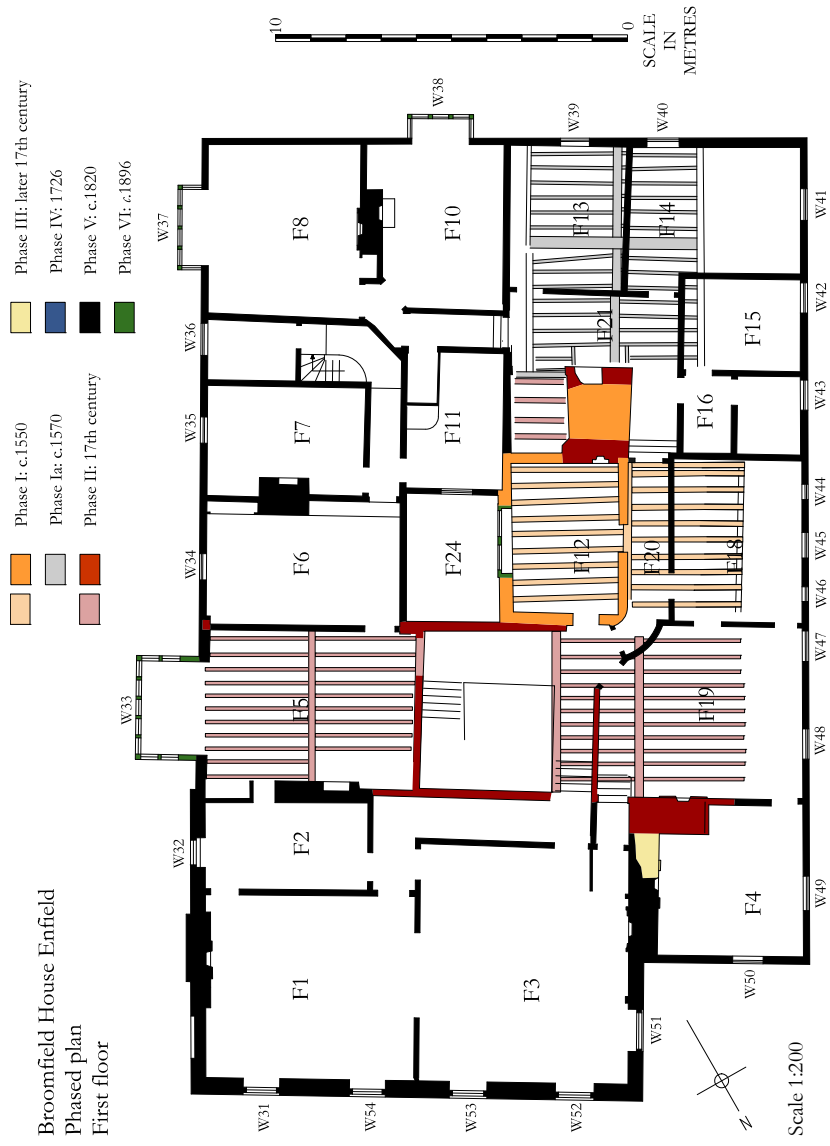 Broomfield House Enfield
Phased plan
First floor
Phase I: c.1550
Phase Ia: c.1570
Phase II: 17th century
Phase III: later 17th century
Phase IV: 1726
Phase V: c.1820
Phase VI: c.1896
W32
W33
W34
W35
W36
W37
W38
W31
W54
W53
W52
W51
W50
W49
W48
W47
W46
W45
W44
W43
W42
W41
W40
W39
F1
F2
F5
F6
F7
F8
F3
F24
F11
F10
F12
F20
F21
F13
F14
F4
F19
F18
F16
F15
10
0
SCALE
IN
METRES
N
Scale 1:200